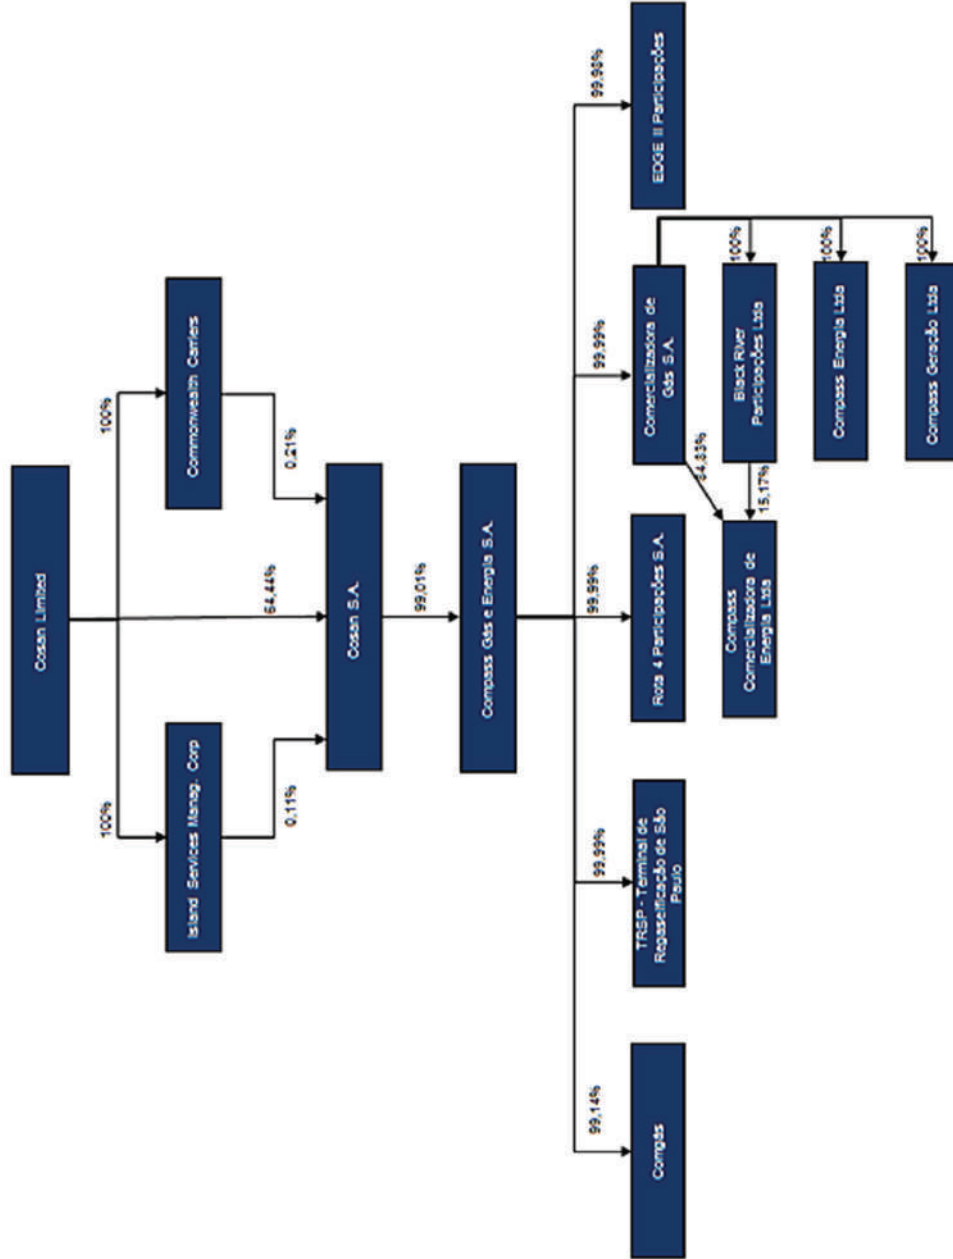 Cosan Limited
100%
100%
Island Services Manag. Corp
Commonwealth Carriers
0,11%
64,44%
0,21%
Cosan S.A.
99,01%
Compass Gás e Energia S.A.
99,14%
99,99%
99,99%
99,99%
99,98%
Comgás
TRSP - Terminal de
Regaseificação de São
Paulo
Rota 4 Participações S.A.
Comercializadora de
Gás S.A.
EDGE II Participações
84,83%
100%
Compass
Comercializadora de
Energia Ltda
15,17%
Black River
Participações Ltda
100%
Compass Energia Ltda
100%
Compass Geração Ltda